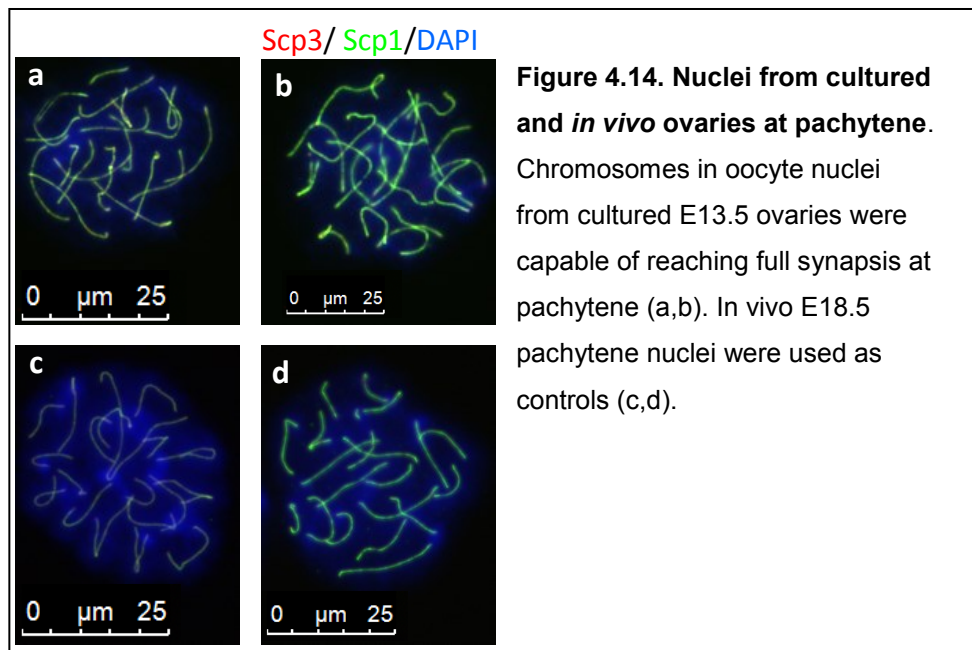 Scp3/ Scp1/DAPI
a
0 µm 25
b
0 µm 25
c
0 µm 25
d
0 µm 25
Figure 4.14. Nuclei from cultured
and in vivo ovaries at pachytene.
Chromosomes in oocyte nuclei
from cultured E13.5 ovaries were
capable of reaching full synapsis at
pachytene (a,b). In vivo E18.5
pachytene nuclei were used as
controls (c,d).